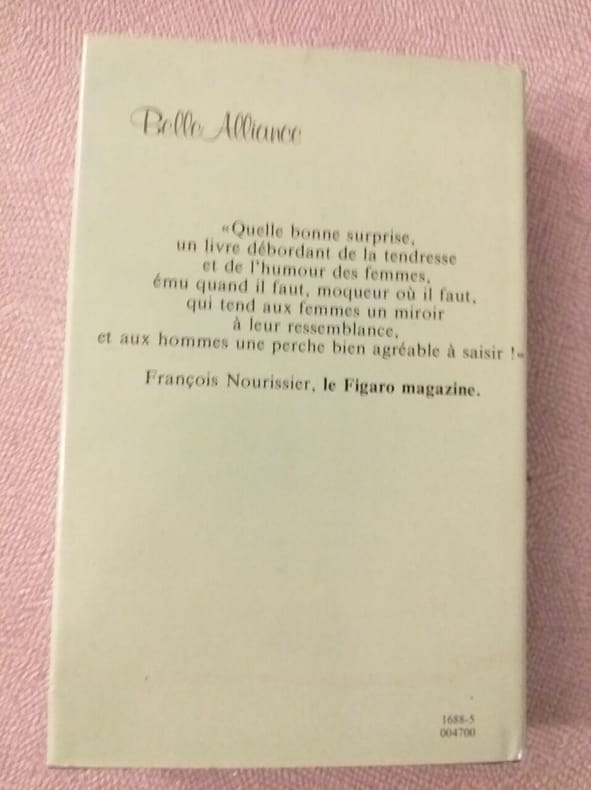 Belle Alliance
«Quelle bonne surprise,
un livre débordant de la tendresse
et de l'humour des femmes,
ému quand il faut, moqueur où il faut,
qui tend aux femmes un miroir
à leur ressemblance,
et aux hommes une perche bien agréable à saisir !»
François Nourissier, le Figaro magazine.
1688-5
004700